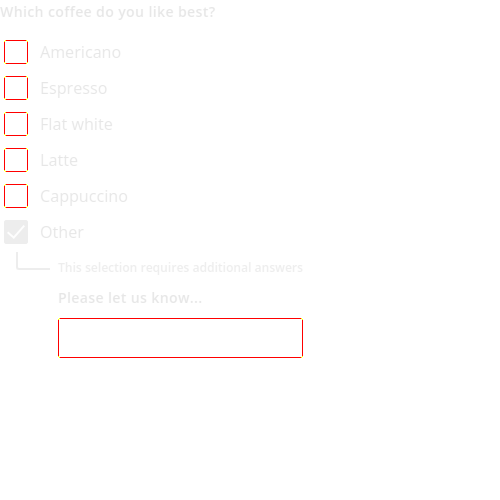 Which coffee do you like best?
Americano
Espresso
Flat white
Latte
Cappuccino
Other
This selection requires additional answers
Please let us know...